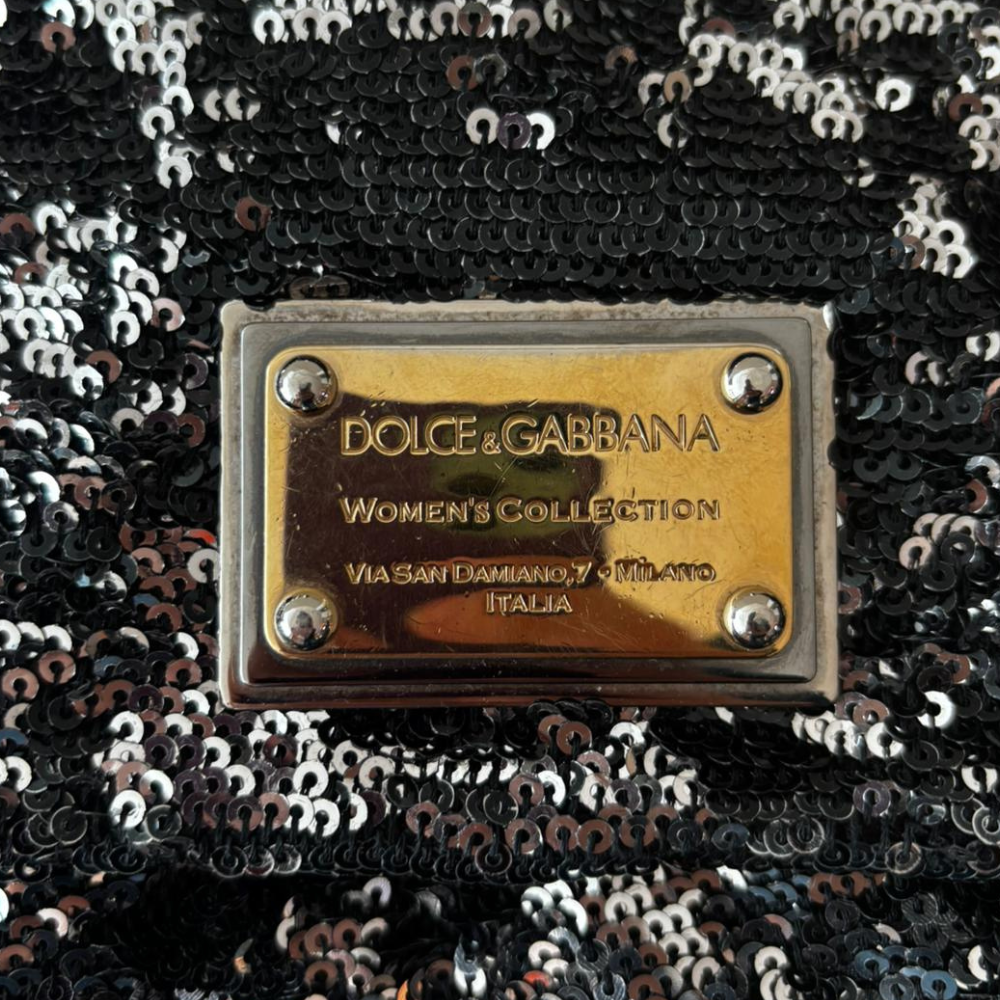 DOLCE & GABBANA
WOMEN'S COLLECTION
VIA SAN DAMIANO, 7 • MILANO
ITALIA